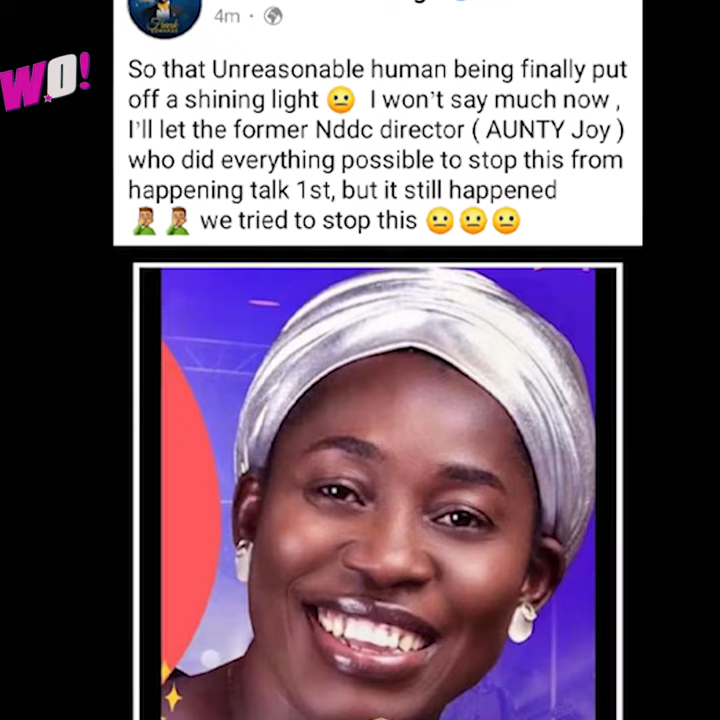 4m
So that Unreasonable human being finally put
off a shining light 😐 I won't say much now ,
I'll let the former Nddc director ( AUNTY Joy )
who did everything possible to stop this from
happening talk 1st, but it still happened
🤦🏾‍♂️ 🤦🏾‍♂️ we tried to stop this 😐😐😐
W.O!